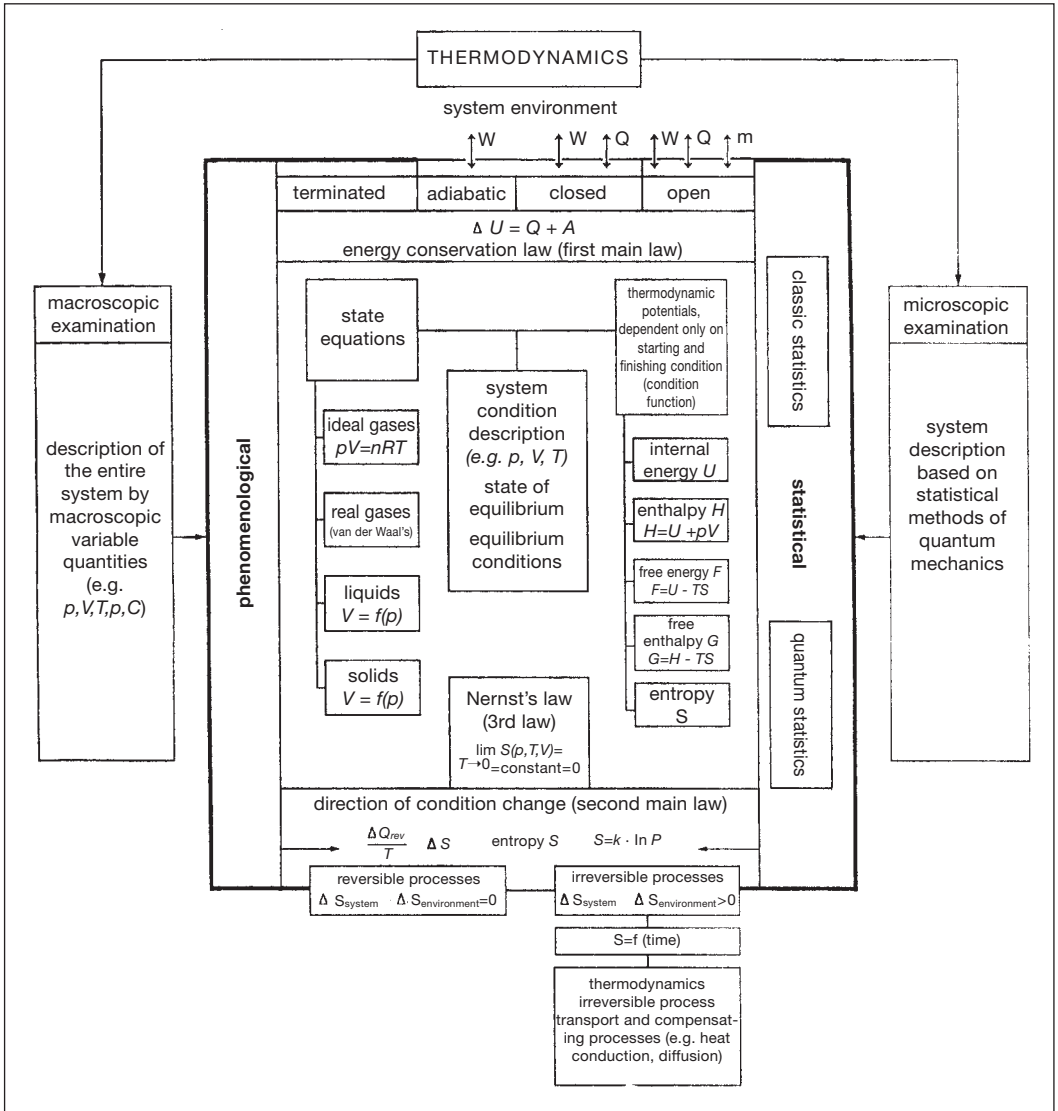 THERMODYNAMICS
system environment
W W Q W Q m
terminated adiabatic closed open
Δ U = Q + A
energy conservation law (first main law)
macroscopic
examination
description of
the entire
system by
macroscopic
variable
quantities
(e.g.
p,V,T,p,C)
phenomenological
state
equations
ideal gases
pV=nRT
real gases
(van der Waal's)
liquids
V = f(p)
solids
V = f(p)
system
condition
description
(e.g. p, V, T)
state of
equilibrium
equilibrium
conditions
Nernst's law
(3rd law)
lim S(p,T,V)=
T→0=constant=0
thermodynamic
potentials,
dependent only on
starting and
finishing condition
(condition
function)
internal
energy U
enthalpy H
H=U +pV
free energy F
F=U - TS
free
enthalpy G
G=H - TS
entropy
S
classic statistics
statistical
quantum statistics
microscopic
examination
system
description
based on
statistical
methods of
quantum
mechanics
direction of condition change (second main law)
ΔQrev
T
Δ S entropy S S=k · ln P
reversible processes
Δ Ssystem Δ Senvironment=0
irreversible processes
Δ Ssystem Δ Senvironment>0
S=f (time)
thermodynamics
irreversible process
transport and compensat-
ing processes (e.g. heat
conduction, diffusion)